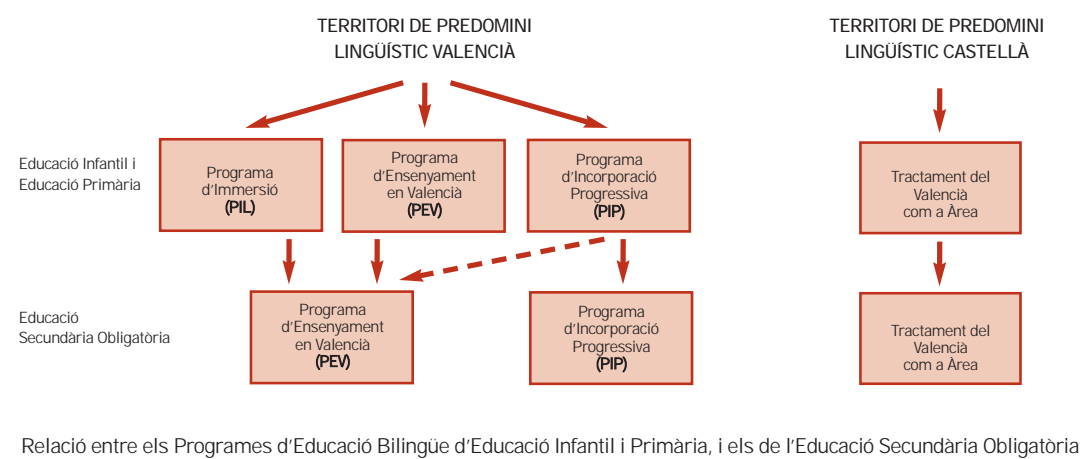 TERRITORI DE PREDOMINI
LINGÜÍSTIC VALENCIÀ
TERRITORI DE PREDOMINI
LINGÜÍSTIC CASTELLÀ
Educació Infantil i
Educació Primària
Programa
d'Immersió
(PIL)
Programa
d'Ensenyament
en Valencià
(PEV)
Programa
d'Incorporació
Progressiva
(PIP)
Tractament del
Valencià
com a Àrea
Educació
Secundària Obligatòria
Programa
d'Ensenyament
en Valencià
(PEV)
Programa
d'Incorporació
Progressiva
(PIP)
Tractament del
Valencià
com a Àrea
Relació entre els Programes d'Educació Bilingüe d'Educació Infantil i Primària, i els de l'Educació Secundària Obligatòria